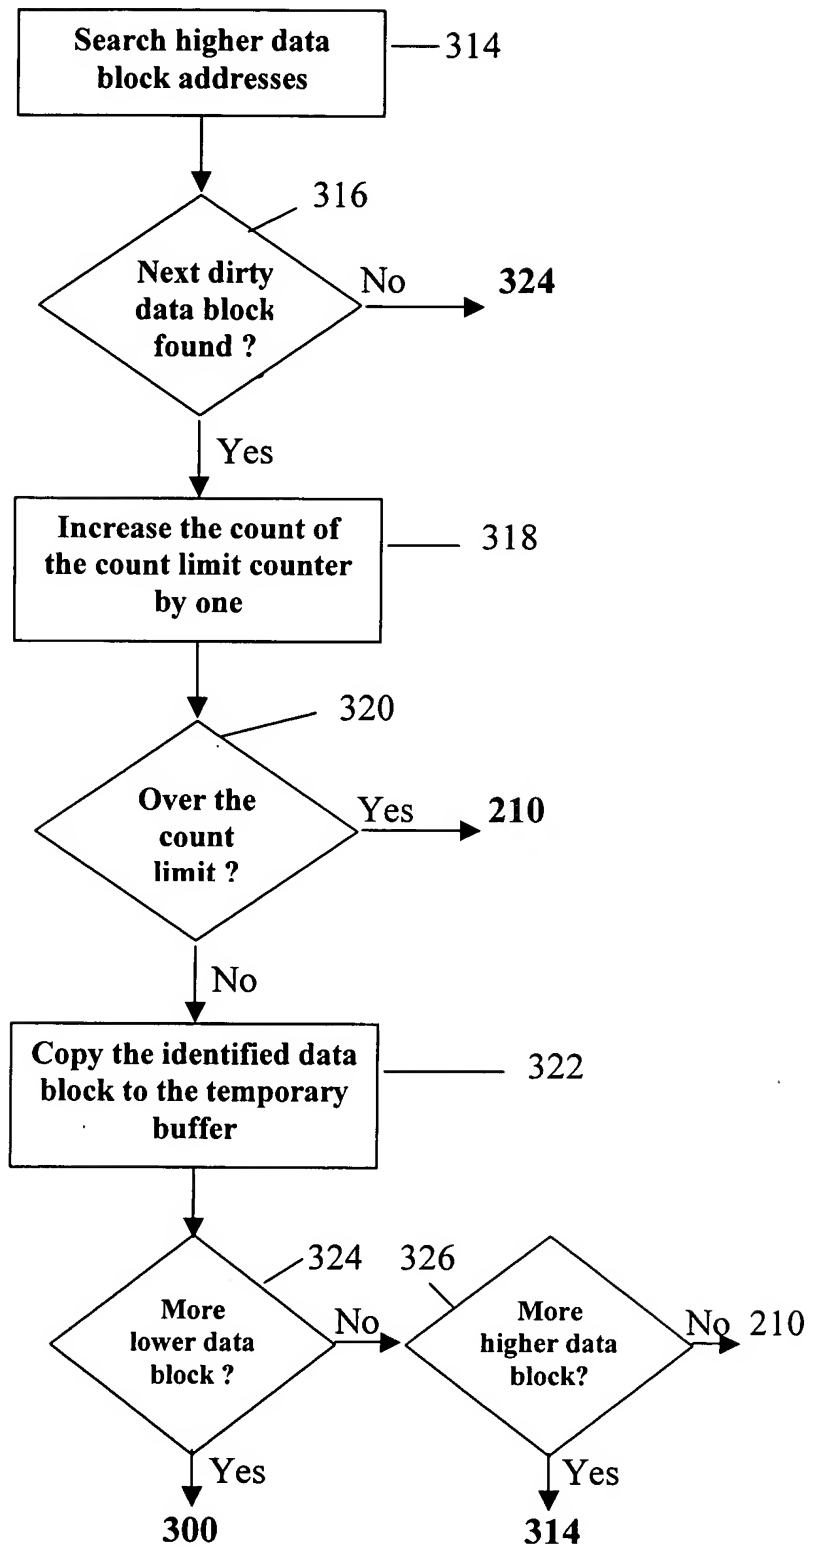 Search higher data
block addresses
314
316
Next dirty
data block
found ?
No
324
Yes
Increase the count of
the count limit counter
by one
318
320
Over the
count
limit ?
Yes
210
No
Copy the identified data
block to the temporary
buffer
322
324
More
lower data
block ?
No
326
More
higher data
block?
No 210
Yes
300
Yes
314